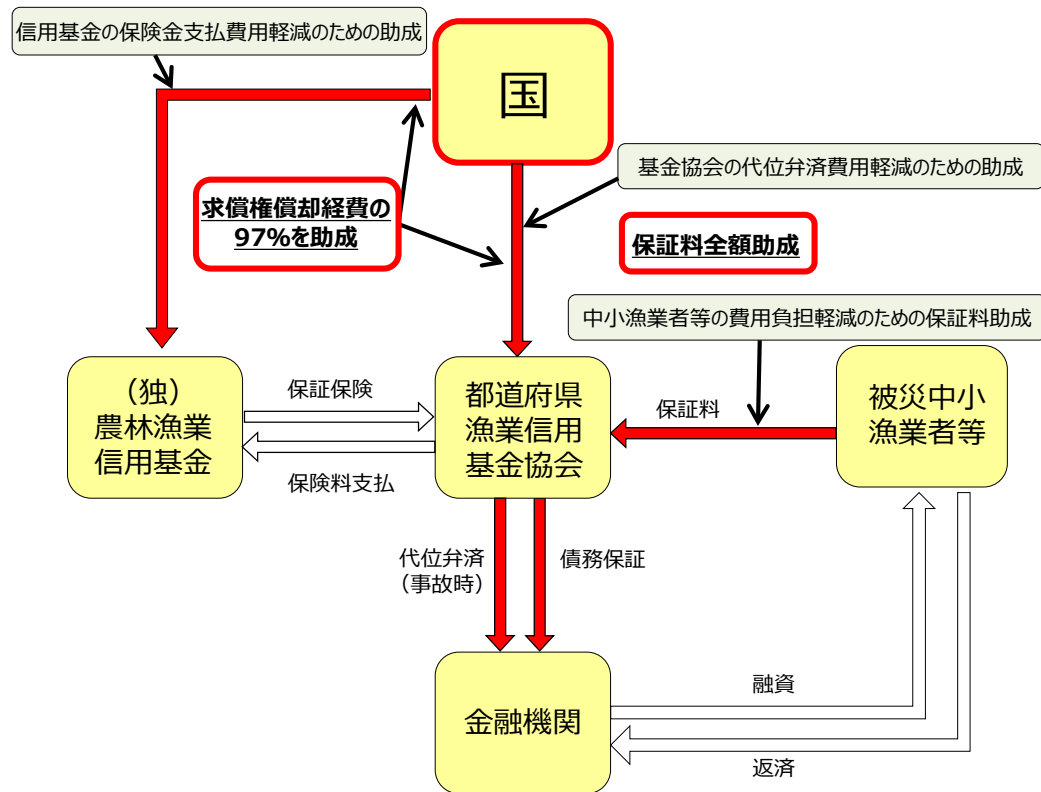 信用基金の保険金支払費用軽減のための助成
国
基金協会の代位弁済費用軽減のための助成
求償権償却経費の
97%を助成
保証料全額助成
中小漁業者等の費用負担軽減のための保証料助成
(独)
農林漁業
信用基金
保証保険
保険料支払
都道府県
漁業信用
基金協会
保証料
被災中小
漁業者等
代位弁済
(事故時)
債務保証
金融機関
融資
返済